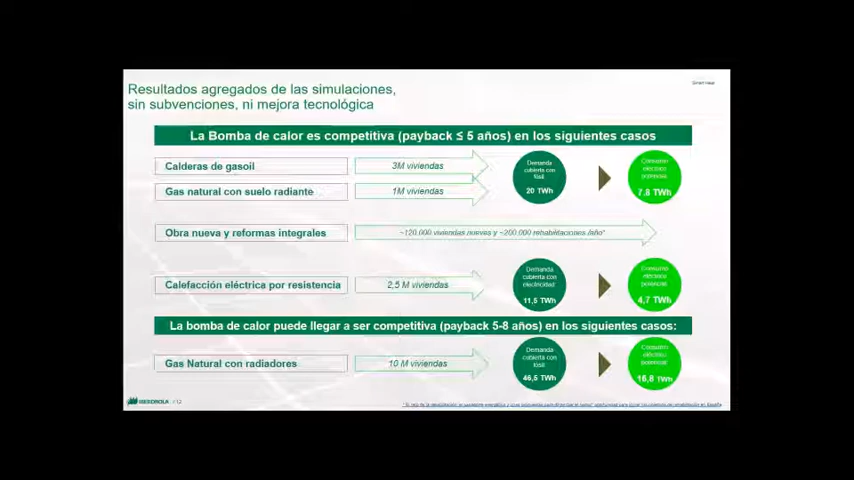 Resultados agregados de las simulaciones,
sin subvenciones, ni mejora tecnológica
La Bomba de calor es competitiva (payback ≤ 5 años) en los siguientes casos
Calderas de gasoil
3M viviendas
Gas natural con suelo radiante
1M viviendas
Demanda
cubierta con
fósil
20 TWh
Consumo
eléctrico
potencial
7,8 TWh
Obra nueva y reformas integrales
~120.000 viviendas nuevas y ~200.000 rehabilitaciones /año*
Calefacción eléctrica por resistencia
2,5 M viviendas
Demanda
cubierta con
electricidad
11,5 TWh
Consumo
eléctrico
potencial
4,7 TWh
La bomba de calor puede llegar a ser competitiva (payback 5-8 años) en los siguientes casos:
Gas Natural con radiadores
10 M viviendas
Demanda
cubierta con
fósil
46,5 TWh
Consumo
eléctrico
potencial
16,8 TWh
IBERDROLA / 12